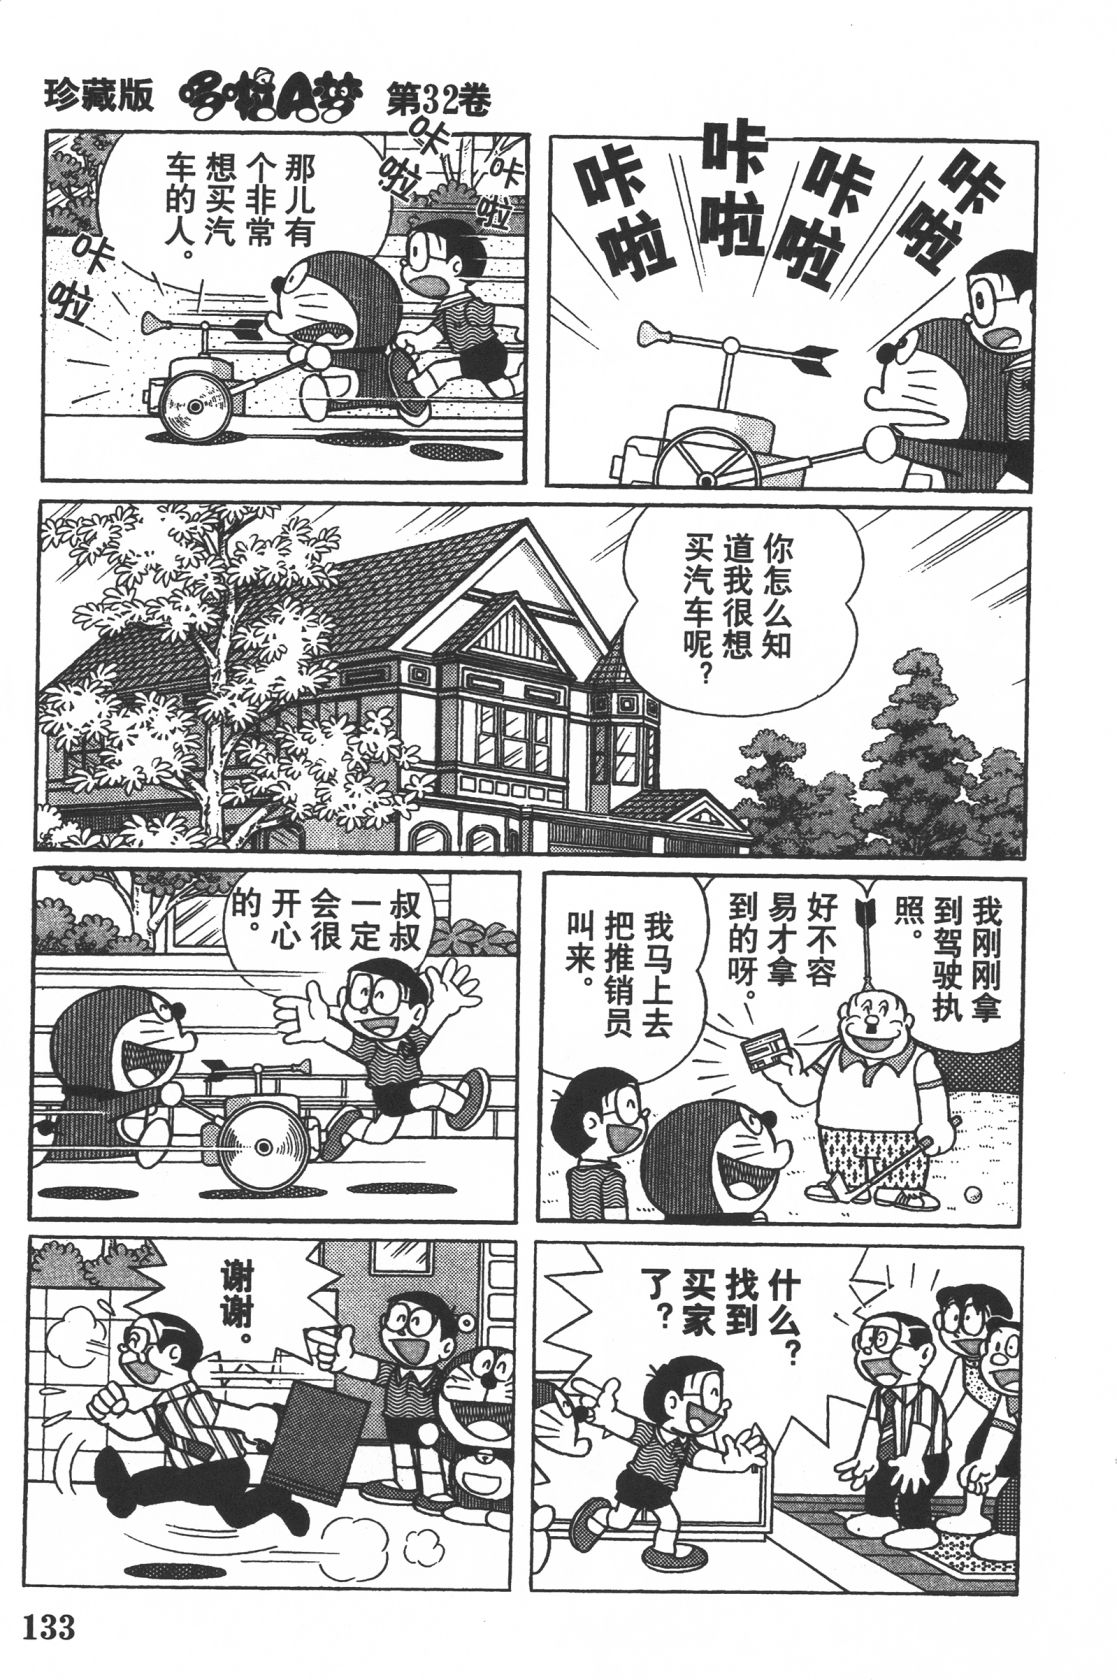 珍藏版 哆啦A梦 第32卷
咔啦
咔啦
咔啦
咔啦
那儿有
个非常
想买汽
车的人。
咔啦
咔啦
咔啦
你怎么知
道我很想
买汽车呢？
我刚刚拿
到驾驶执
照。
好不容
易才拿
到的呀。
我马上去
把推销员
叫来。
叔叔
一定
会很
开心
的。
什么？
找到
买家
了？
谢谢。
133